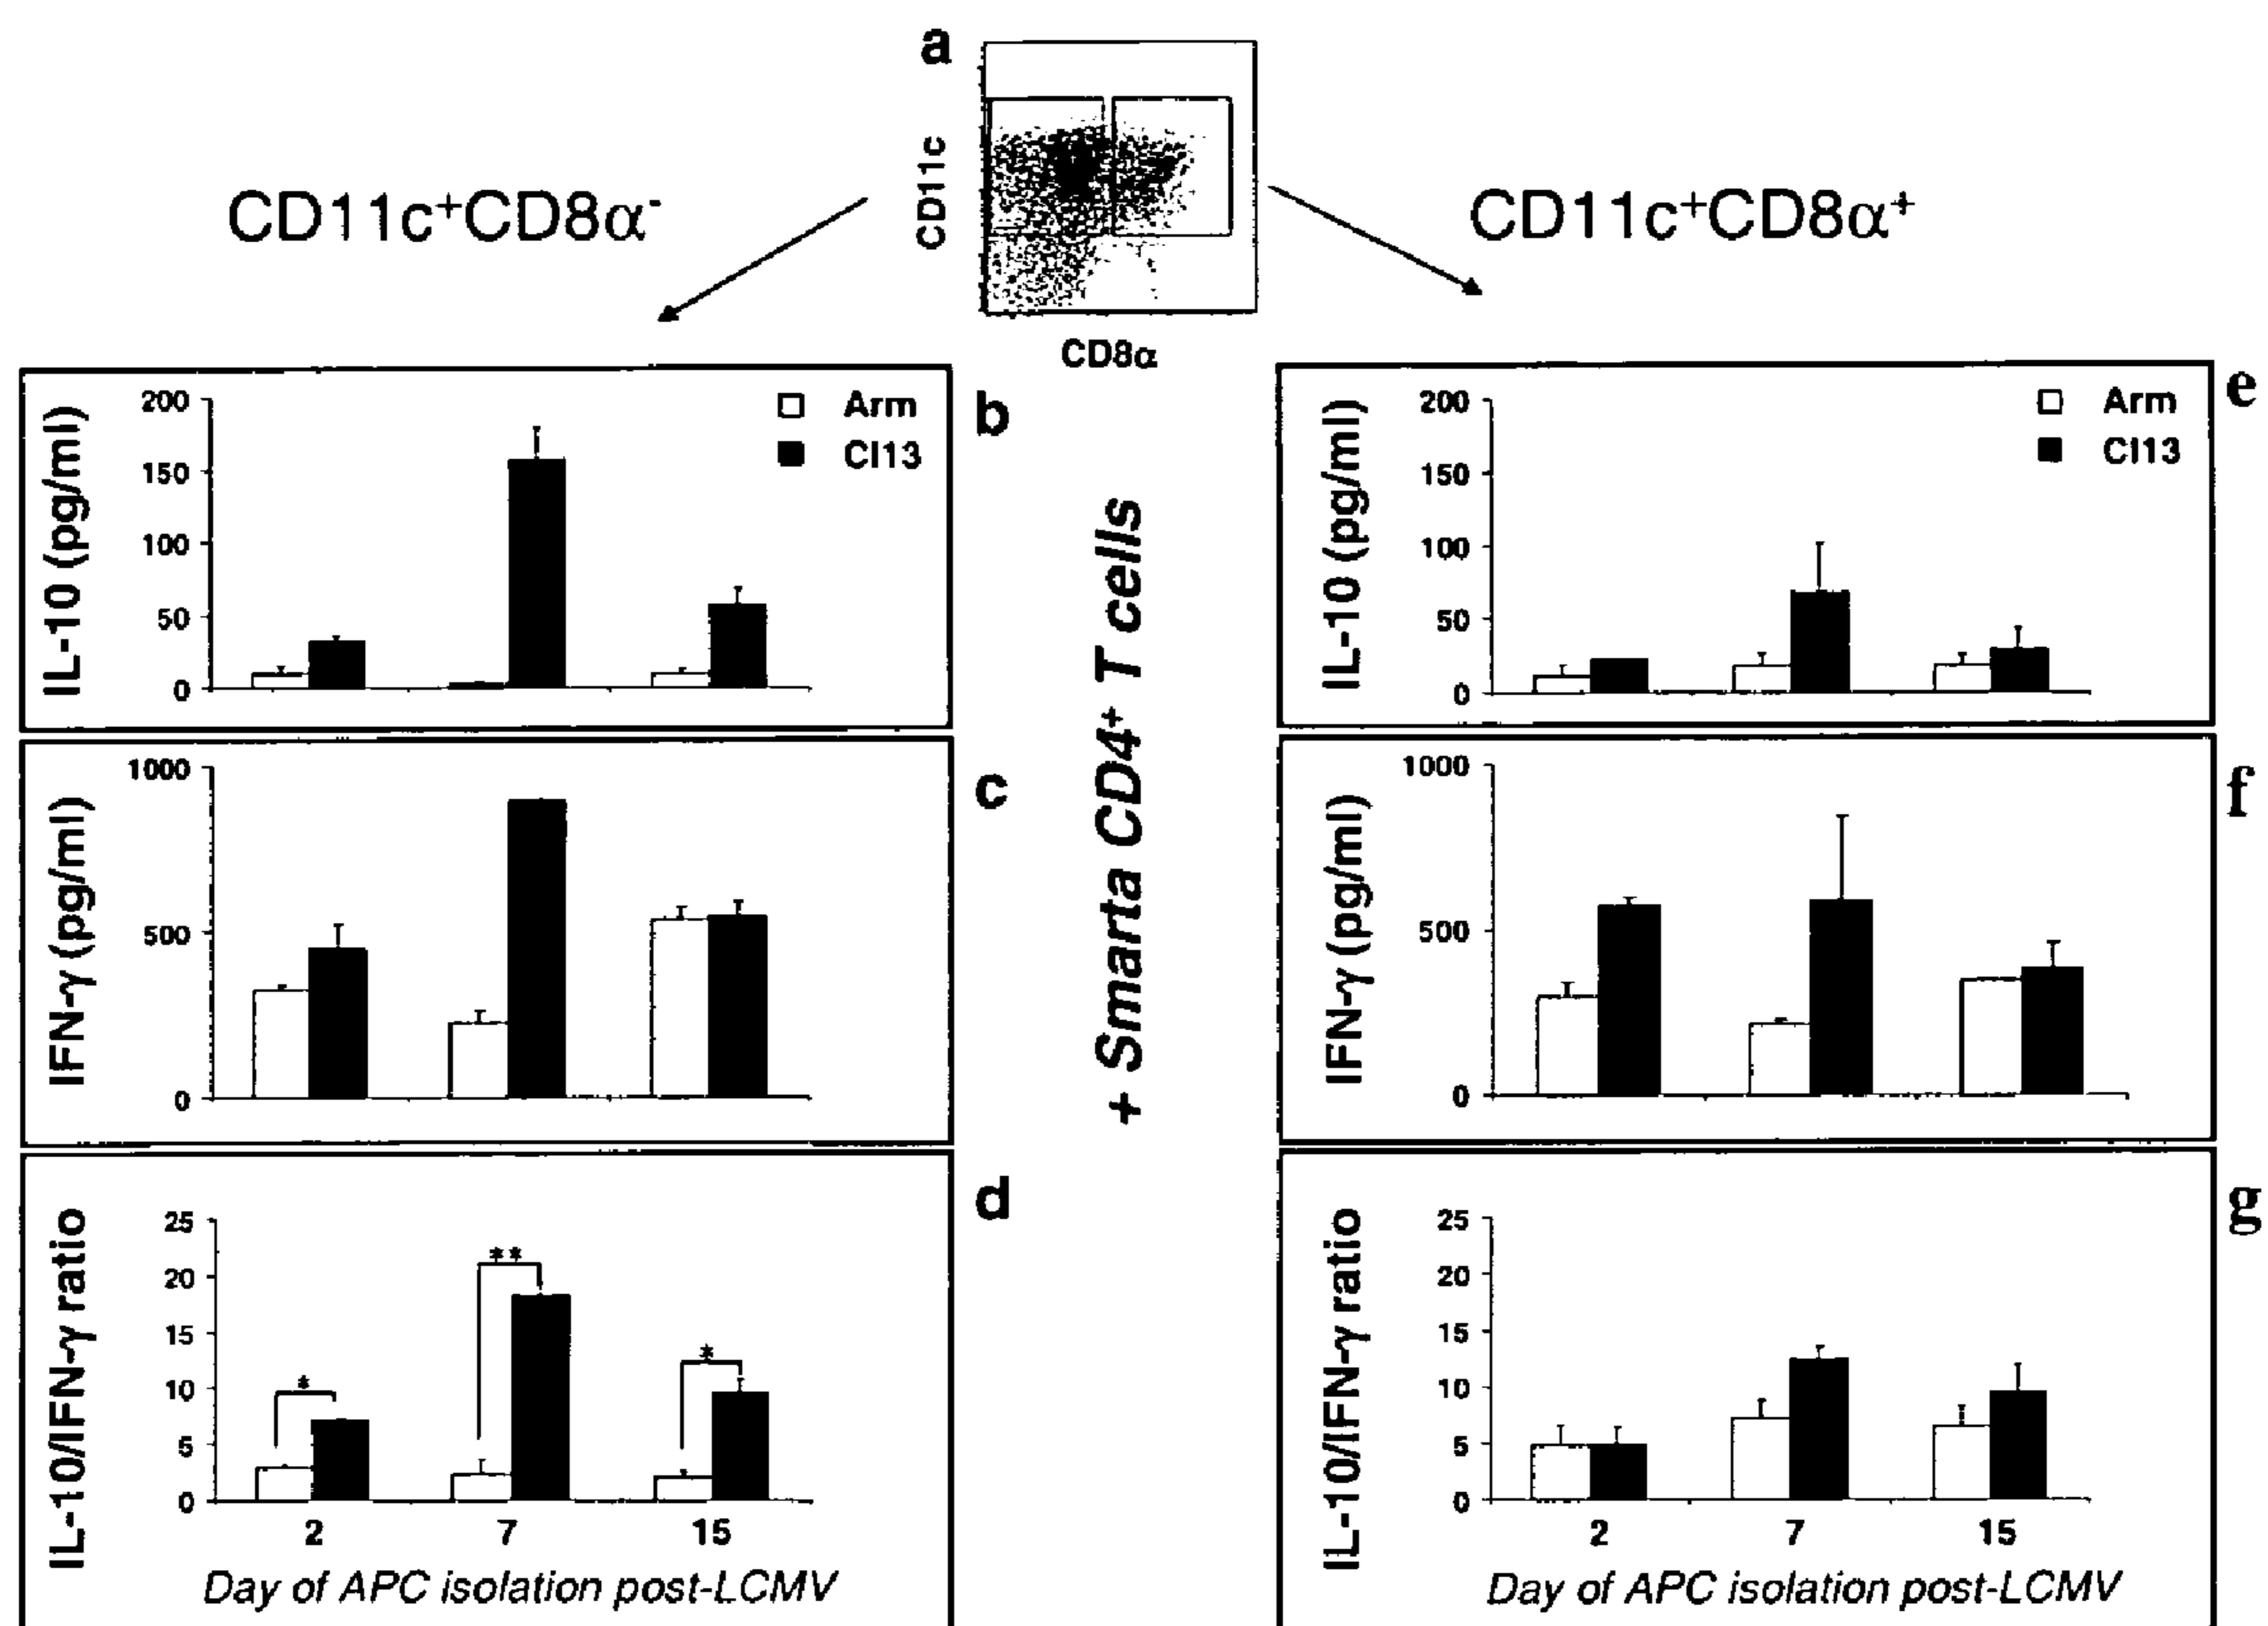 a
CD11c
CD8α
CD11c⁺CD8α⁻
CD11c⁺CD8α⁺
b
IL-10 (pg/ml)
200
150
100
50
0
Arm
Cl13
c
IFN-γ (pg/ml)
1000
500
0
d
IL-10/IFN-γ ratio
25
20
15
10
5
0
*
**
*
2 7 15
Day of APC isolation post-LCMV
+ Smarta CD4⁺ T cells
e
IL-10 (pg/ml)
200
150
100
50
0
Arm
Cl13
f
IFN-γ (pg/ml)
1000
500
0
g
IL-10/IFN-γ ratio
25
20
15
10
5
0
2 7 15
Day of APC isolation post-LCMV